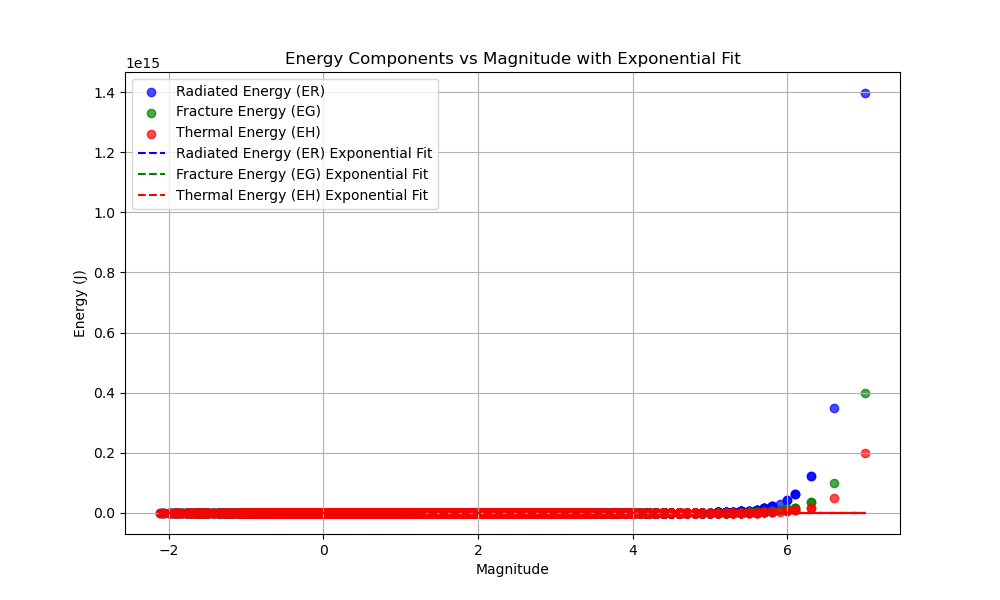 Energy Components vs Magnitude with Exponential Fit
1e15
Radiated Energy (ER)
Fracture Energy (EG)
Thermal Energy (EH)
Radiated Energy (ER) Exponential Fit
Fracture Energy (EG) Exponential Fit
Thermal Energy (EH) Exponential Fit
1.4
1.2
1.0
0.8
0.6
0.4
0.2
0.0
Energy (J)
−2 0 2 4 6
Magnitude